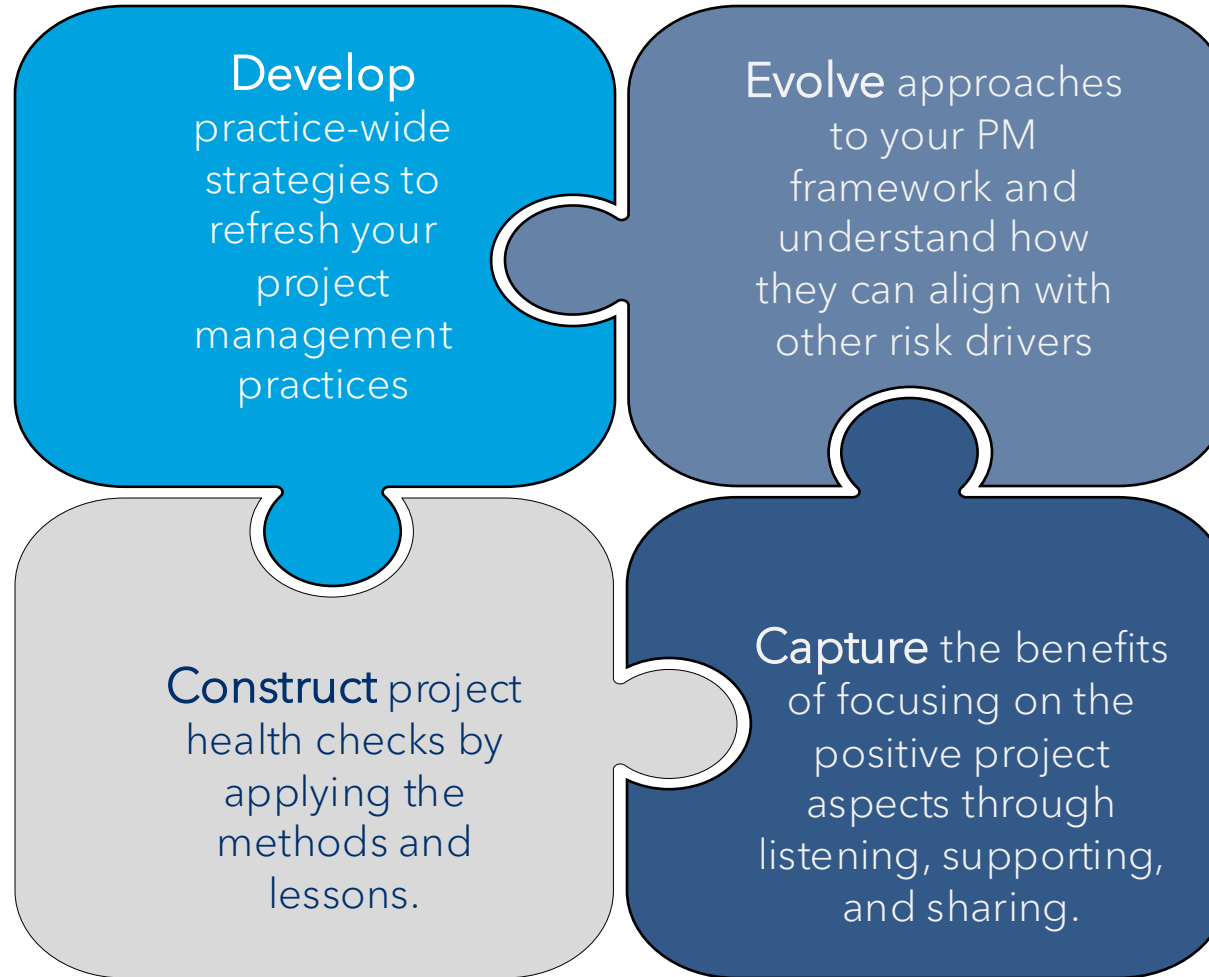 Develop
practice-wide
strategies to
refresh your
project
management
practices
Evolve approaches
to your PM
framework and
understand how
they can align with
other risk drivers
Construct project
health checks by
applying the
methods and
lessons.
Capture the benefits
of focusing on the
positive project
aspects through
listening, supporting,
and sharing.